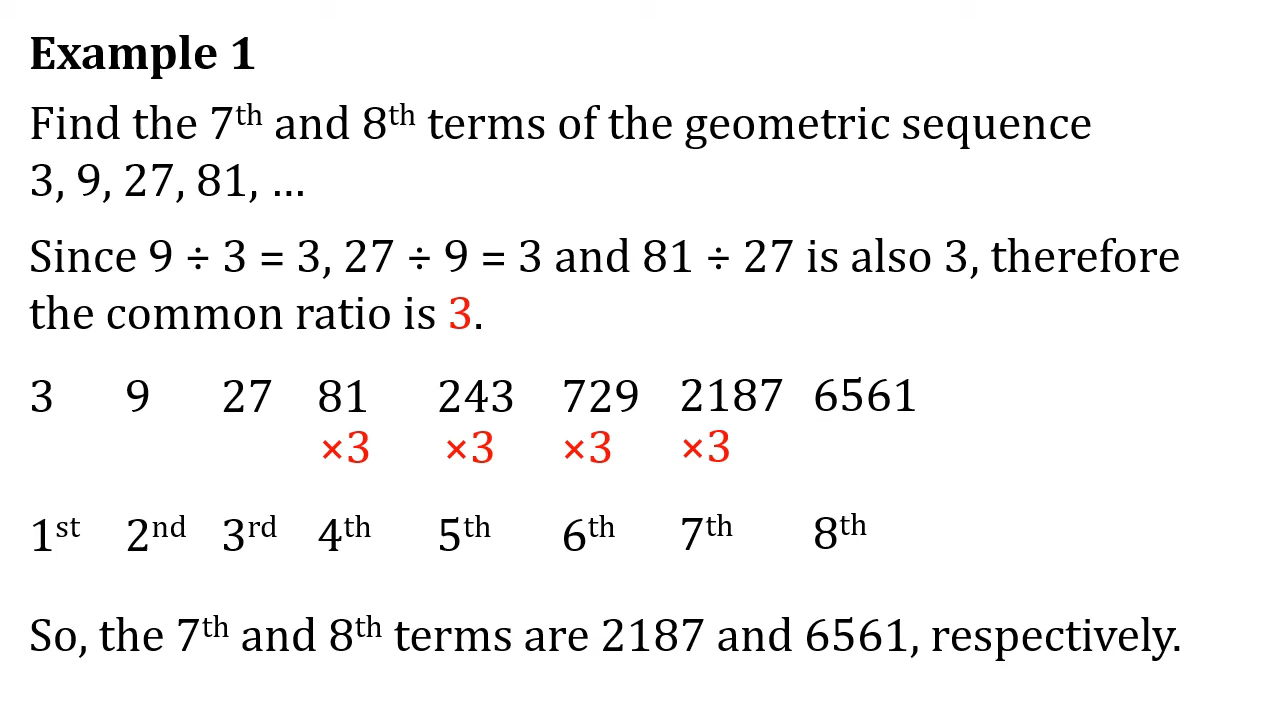 Example 1
Find the 7th and 8th terms of the geometric sequence
3, 9, 27, 81, …
Since 9 ÷ 3 = 3, 27 ÷ 9 = 3 and 81 ÷ 27 is also 3, therefore
the common ratio is 3.
3 9 27 81 243 729 2187 6561
×3 ×3 ×3 ×3
1st 2nd 3rd 4th 5th 6th 7th 8th
So, the 7th and 8th terms are 2187 and 6561, respectively.